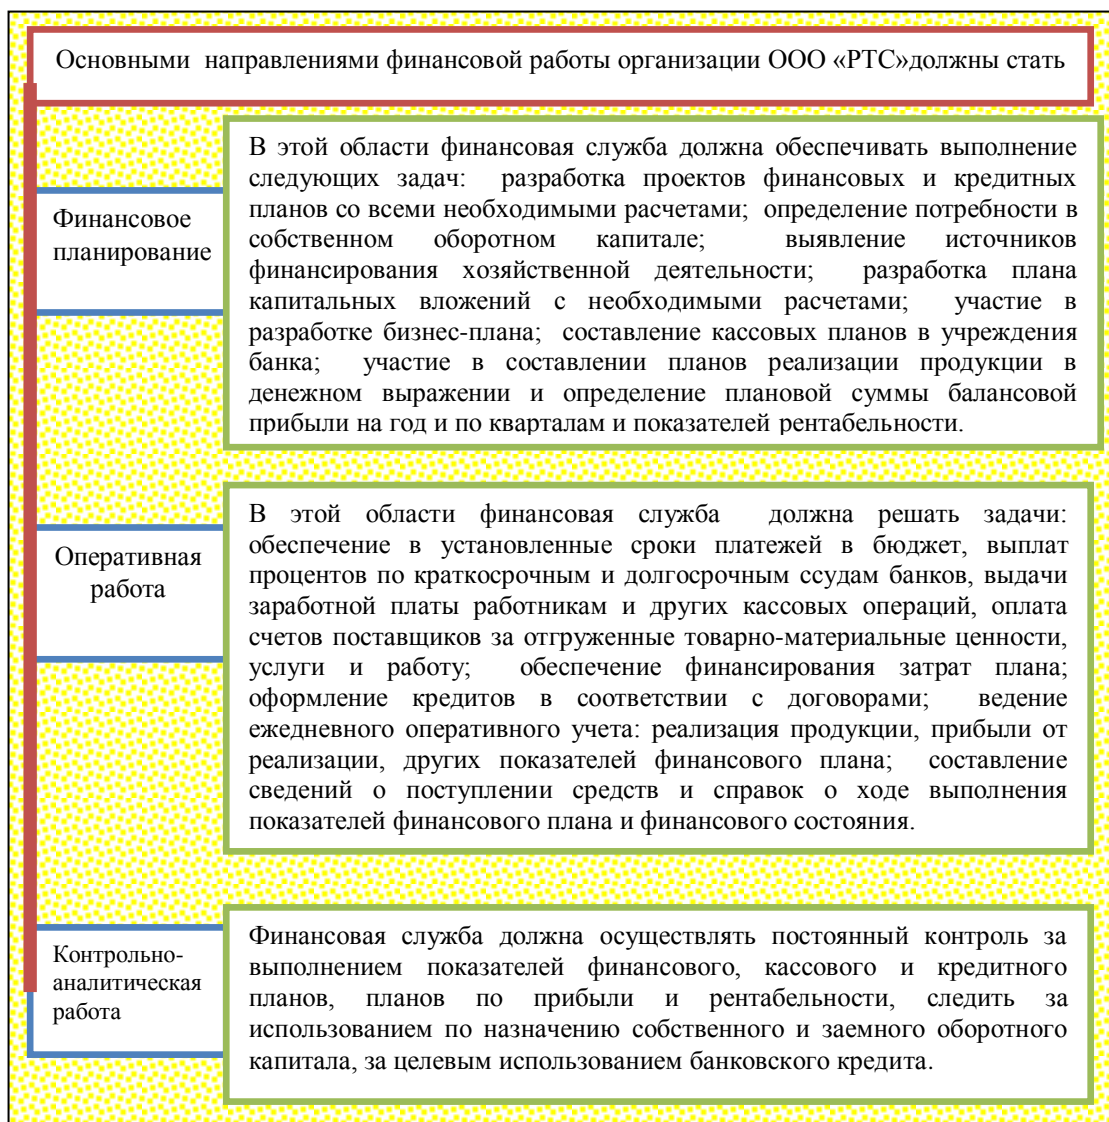 Основными направлениями финансовой работы организации ООО «РТС»должны стать
Финансовое
планирование
В этой области финансовая служба должна обеспечивать выполнение
следующих задач: разработка проектов финансовых и кредитных
планов со всеми необходимыми расчетами; определение потребности в
собственном оборотном капитале; выявление источников
финансирования хозяйственной деятельности; разработка плана
капитальных вложений с необходимыми расчетами; участие в
разработке бизнес-плана; составление кассовых планов в учреждения
банка; участие в составлении планов реализации продукции в
денежном выражении и определение плановой суммы балансовой
прибыли на год и по кварталам и показателей рентабельности.
Оперативная
работа
В этой области финансовая служба должна решать задачи:
обеспечение в установленные сроки платежей в бюджет, выплат
процентов по краткосрочным и долгосрочным ссудам банков, выдачи
заработной платы работникам и других кассовых операций, оплата
счетов поставщиков за отгруженные товарно-материальные ценности,
услуги и работу; обеспечение финансирования затрат плана;
оформление кредитов в соответствии с договорами; ведение
ежедневного оперативного учета: реализация продукции, прибыли от
реализации, других показателей финансового плана; составление
сведений о поступлении средств и справок о ходе выполнения
показателей финансового плана и финансового состояния.
Контрольно-
аналитическая
работа
Финансовая служба должна осуществлять постоянный контроль за
выполнением показателей финансового, кассового и кредитного
планов, планов по прибыли и рентабельности, следить за
использованием по назначению собственного и заемного оборотного
капитала, за целевым использованием банковского кредита.